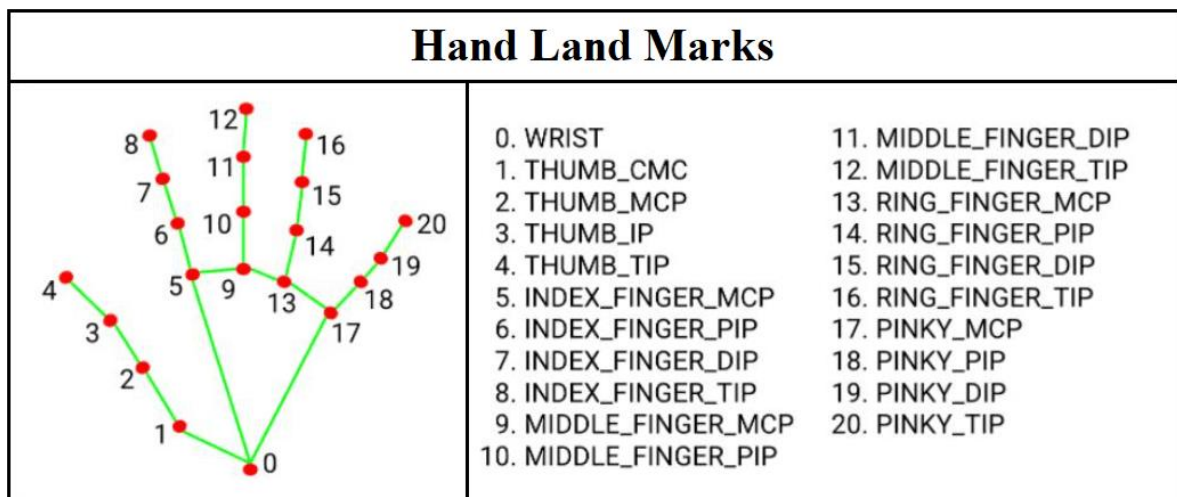 Hand Land Marks
12
8
16
11
7
15
10
20
6
14
19
4
5
9
13
18
3
17
2
1
0
0. WRIST
1. THUMB_CMC
2. THUMB_MCP
3. THUMB_IP
4. THUMB_TIP
5. INDEX_FINGER_MCP
6. INDEX_FINGER_PIP
7. INDEX_FINGER_DIP
8. INDEX_FINGER_TIP
9. MIDDLE_FINGER_MCP
10. MIDDLE_FINGER_PIP
11. MIDDLE_FINGER_DIP
12. MIDDLE_FINGER_TIP
13. RING_FINGER_MCP
14. RING_FINGER_PIP
15. RING_FINGER_DIP
16. RING_FINGER_TIP
17. PINKY_MCP
18. PINKY_PIP
19. PINKY_DIP
20. PINKY_TIP